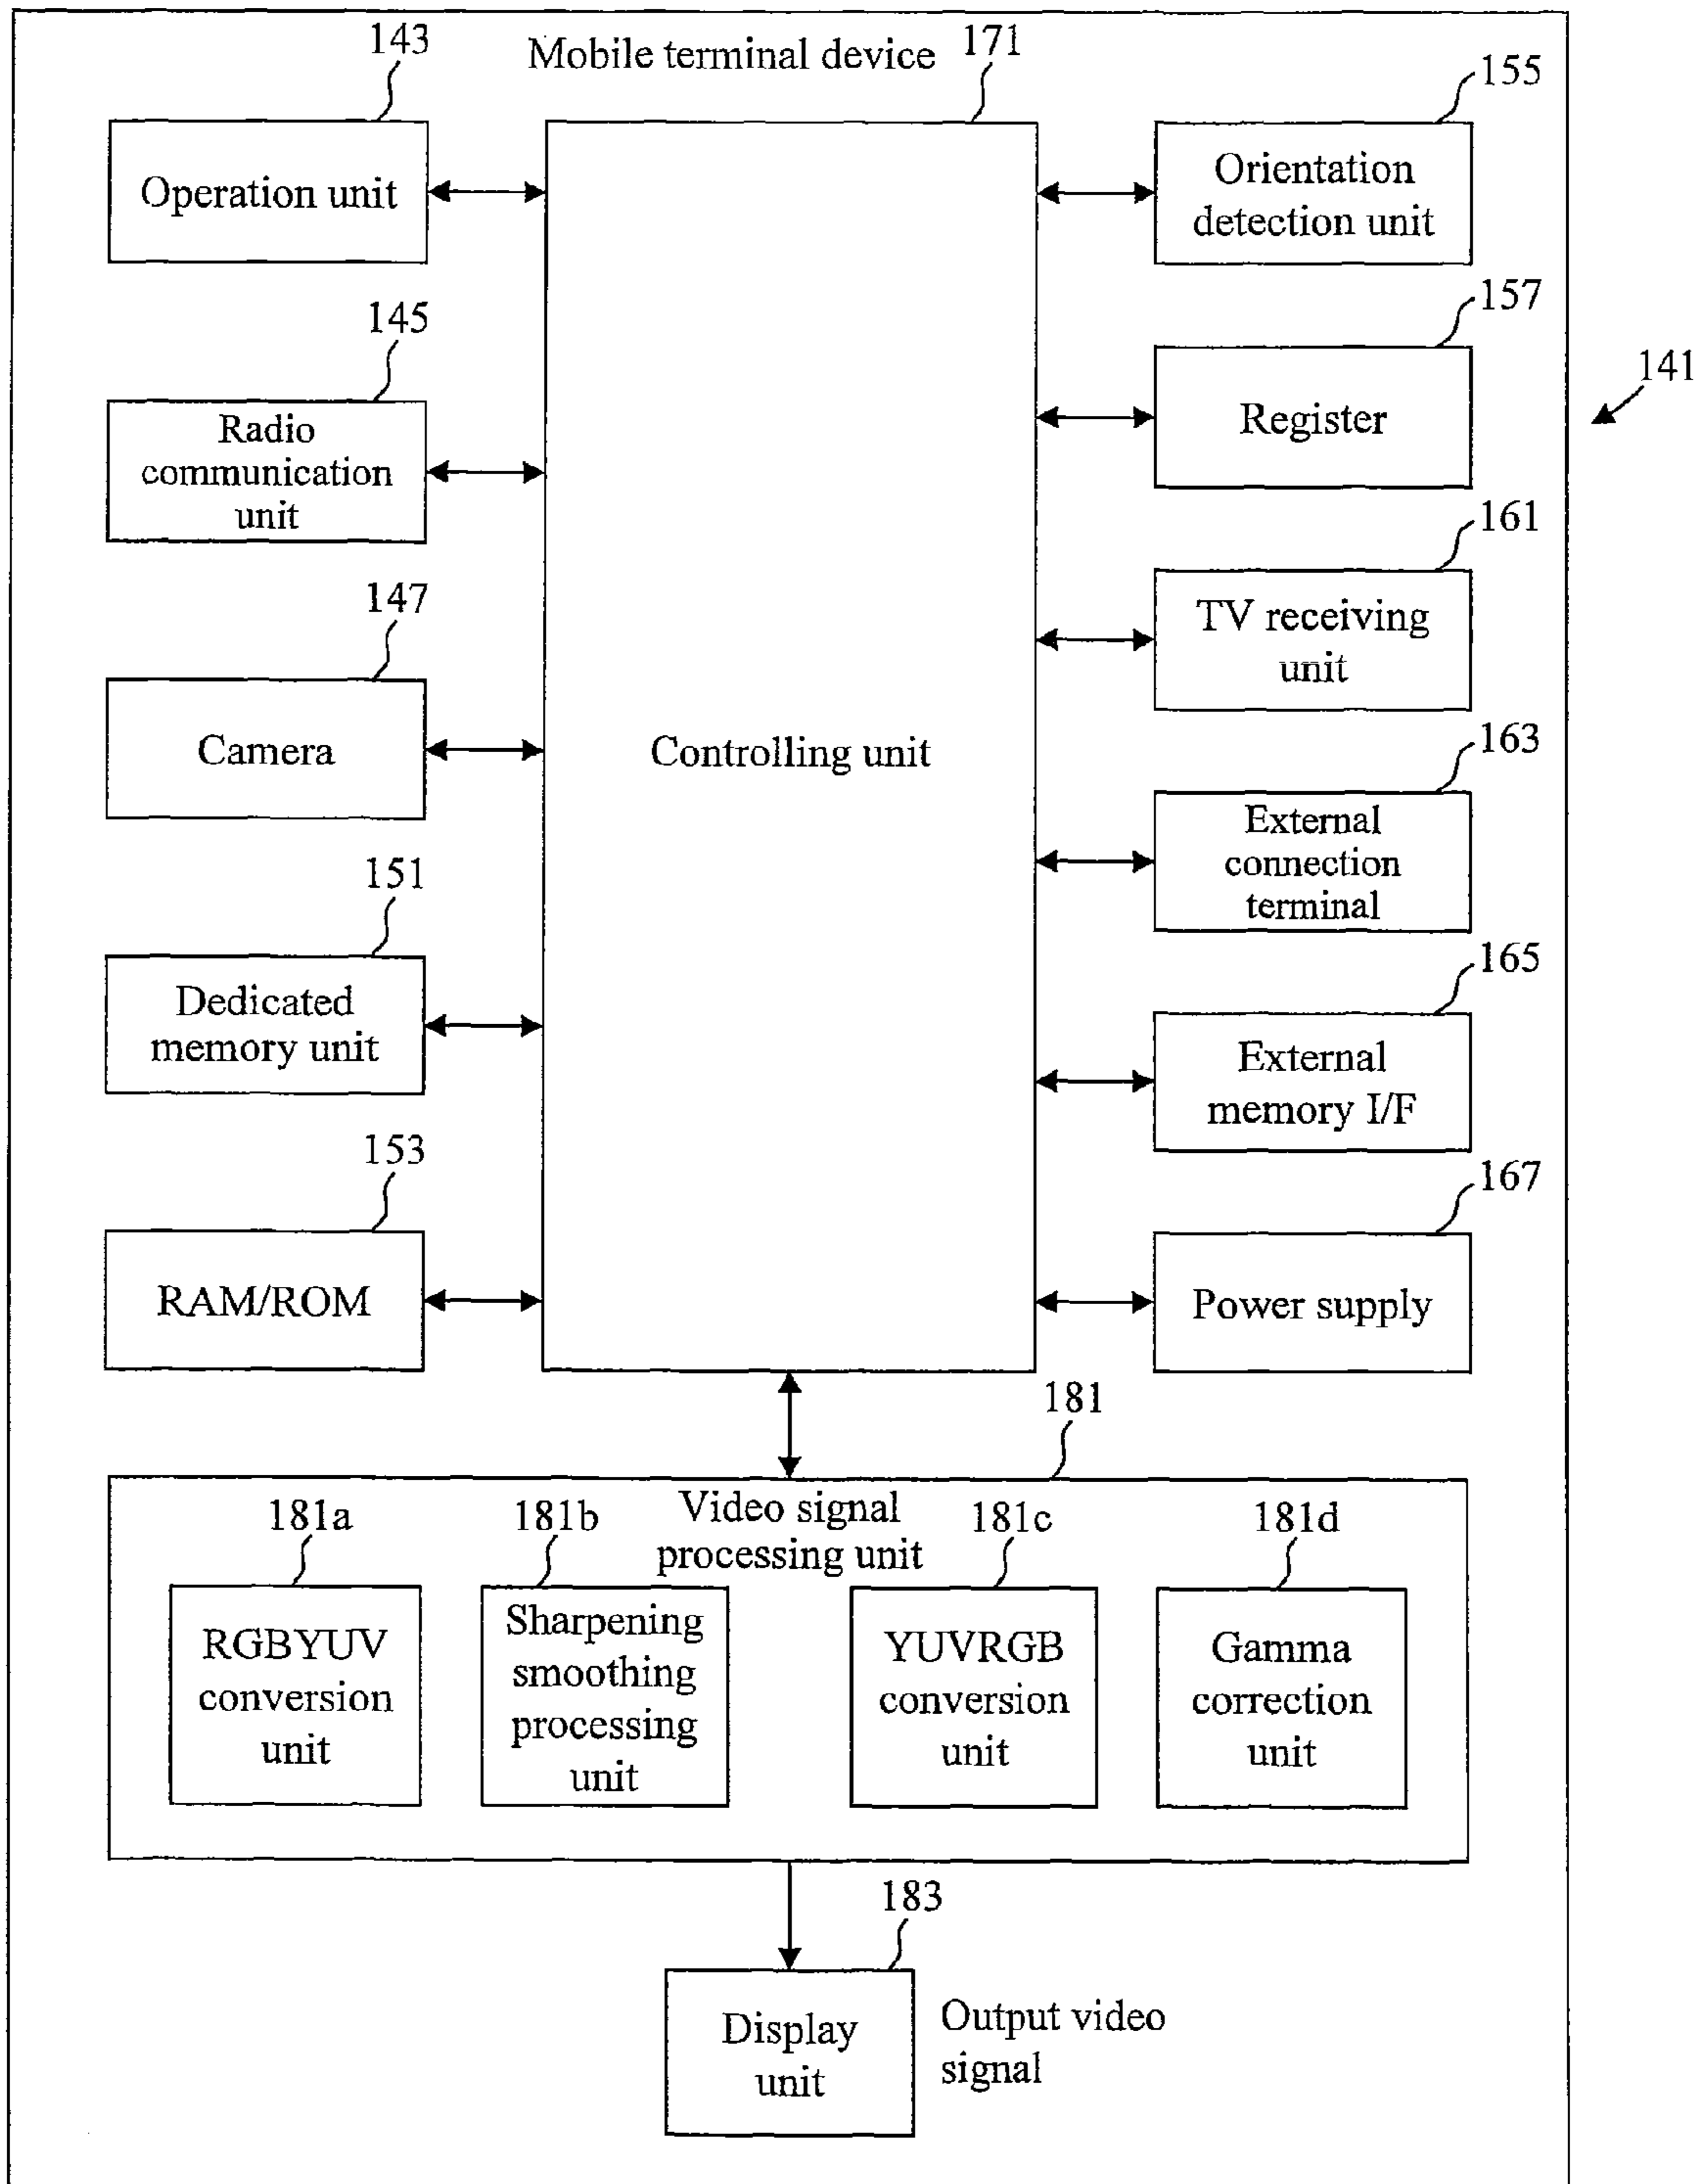 Mobile terminal device
141
143
Operation unit
145
Radio
communication
unit
147
Camera
151
Dedicated
memory unit
153
RAM/ROM
171
Controlling unit
155
Orientation
detection unit
157
Register
161
TV receiving
unit
163
External
connection
terminal
165
External
memory I/F
167
Power supply
181
Video signal
processing unit
181a
RGBYUV
conversion
unit
181b
Sharpening
smoothing
processing
unit
181c
YUVRGB
conversion
unit
181d
Gamma
correction
unit
183
Display
unit
Output video
signal